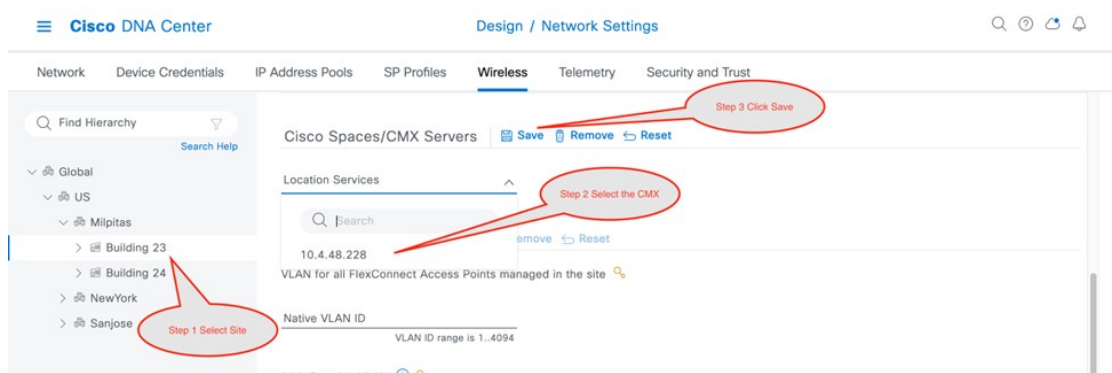 Cisco DNA Center
Design / Network Settings
Network Device Credentials IP Address Pools SP Profiles Wireless Telemetry Security and Trust
Step 3 Click Save
Find Hierarchy
Search Help
Cisco Spaces/CMX Servers Save Remove Reset
Global
US
Milpitas
Building 23
Building 24
NewYork
Sanjose
Step 1 Select Site
Location Services
Step 2 Select the CMX
Search
emove Reset
10.4.48.228
VLAN for all FlexConnect Access Points managed in the site
Native VLAN ID
VLAN ID range is 1..4094